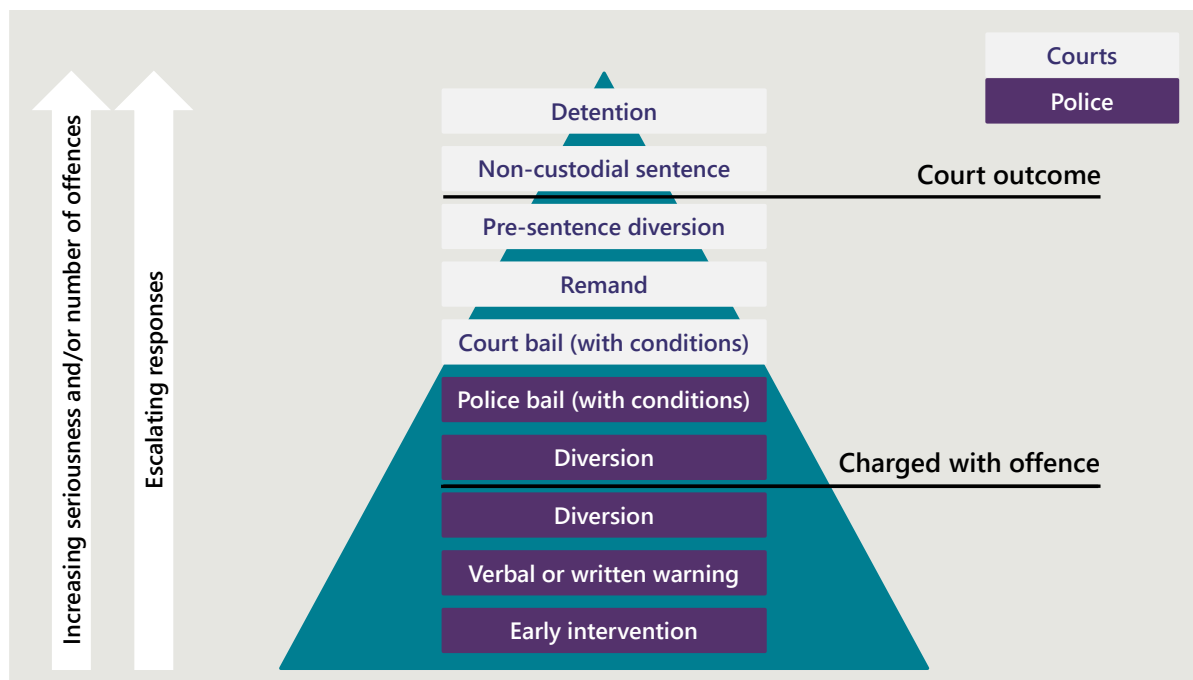 Courts
Police
Increasing seriousness and/or number of offences
Escalating responses
Detention
Non-custodial sentence
Court outcome
Pre-sentence diversion
Remand
Court bail (with conditions)
Police bail (with conditions)
Diversion
Charged with offence
Diversion
Verbal or written warning
Early intervention